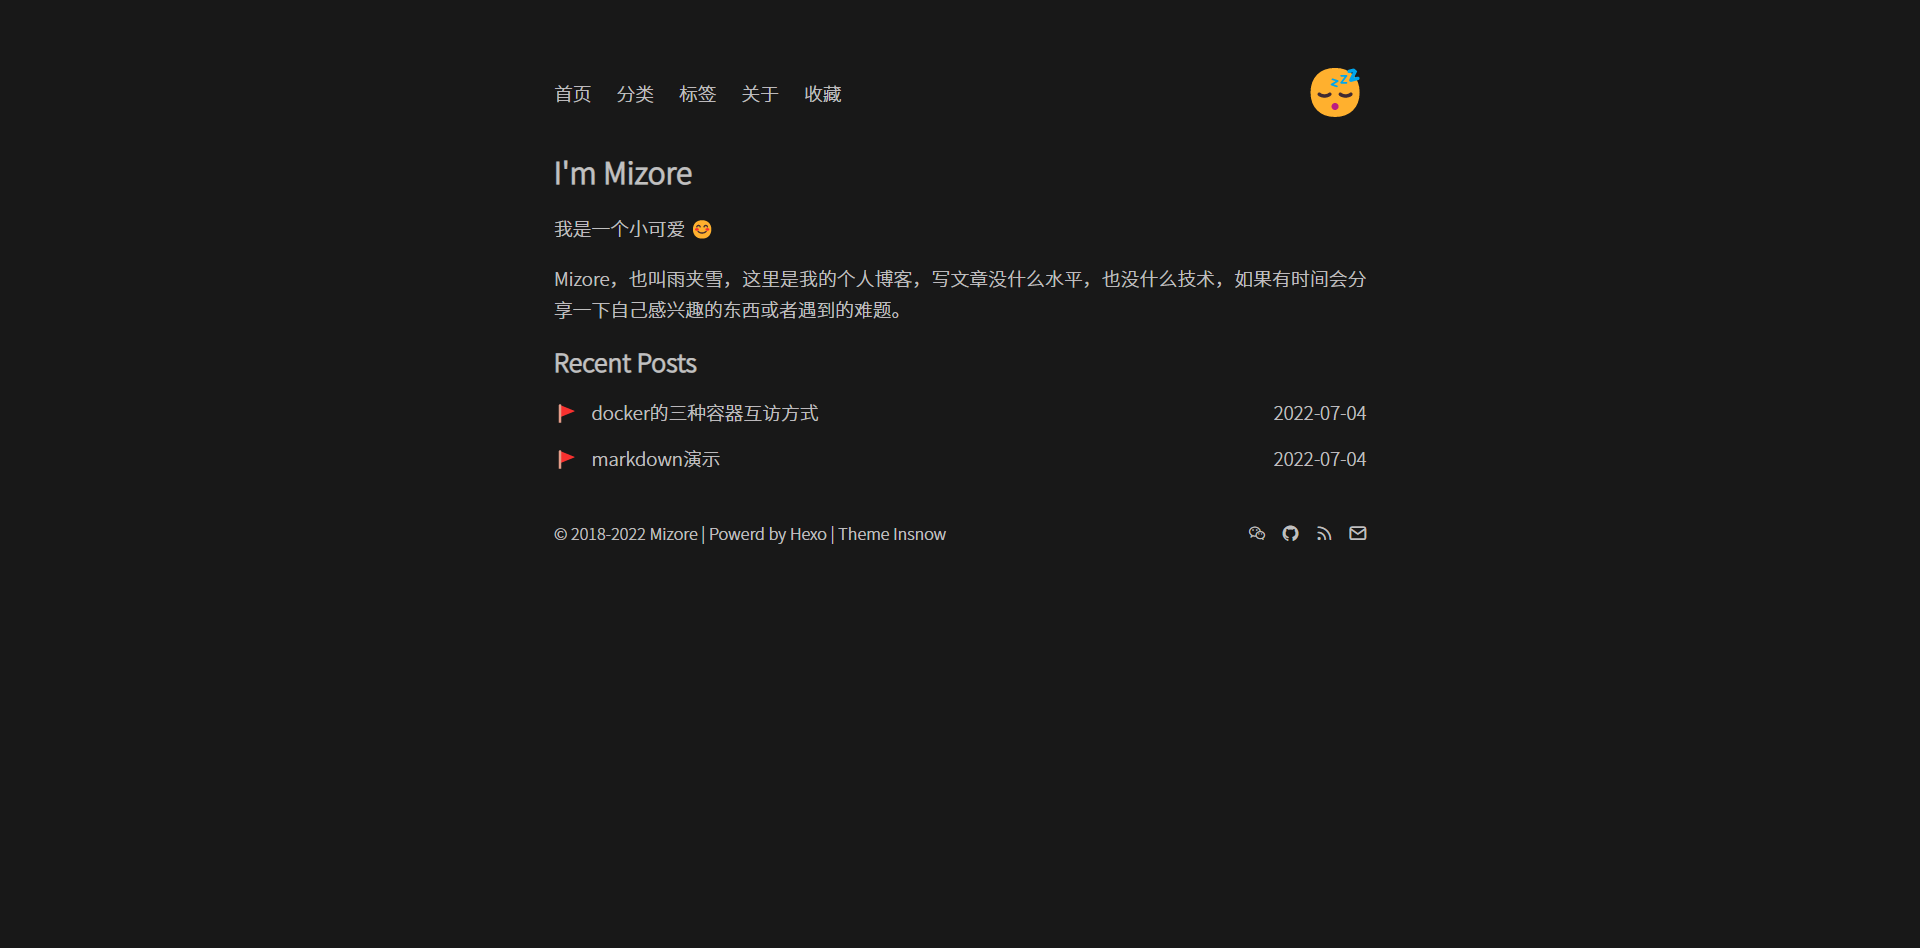 首页 分类 标签 关于 收藏
I'm Mizore
我是一个小可爱 😊
Mizore，也叫雨夹雪，这里是我的个人博客，写文章没什么水平，也没什么技术，如果有时间会分
享一下自己感兴趣的东西或者遇到的难题。
Recent Posts
🚩 docker的三种容器互访方式 2022-07-04
🚩 markdown演示 2022-07-04
© 2018-2022 Mizore | Powerd by Hexo | Theme Insnow